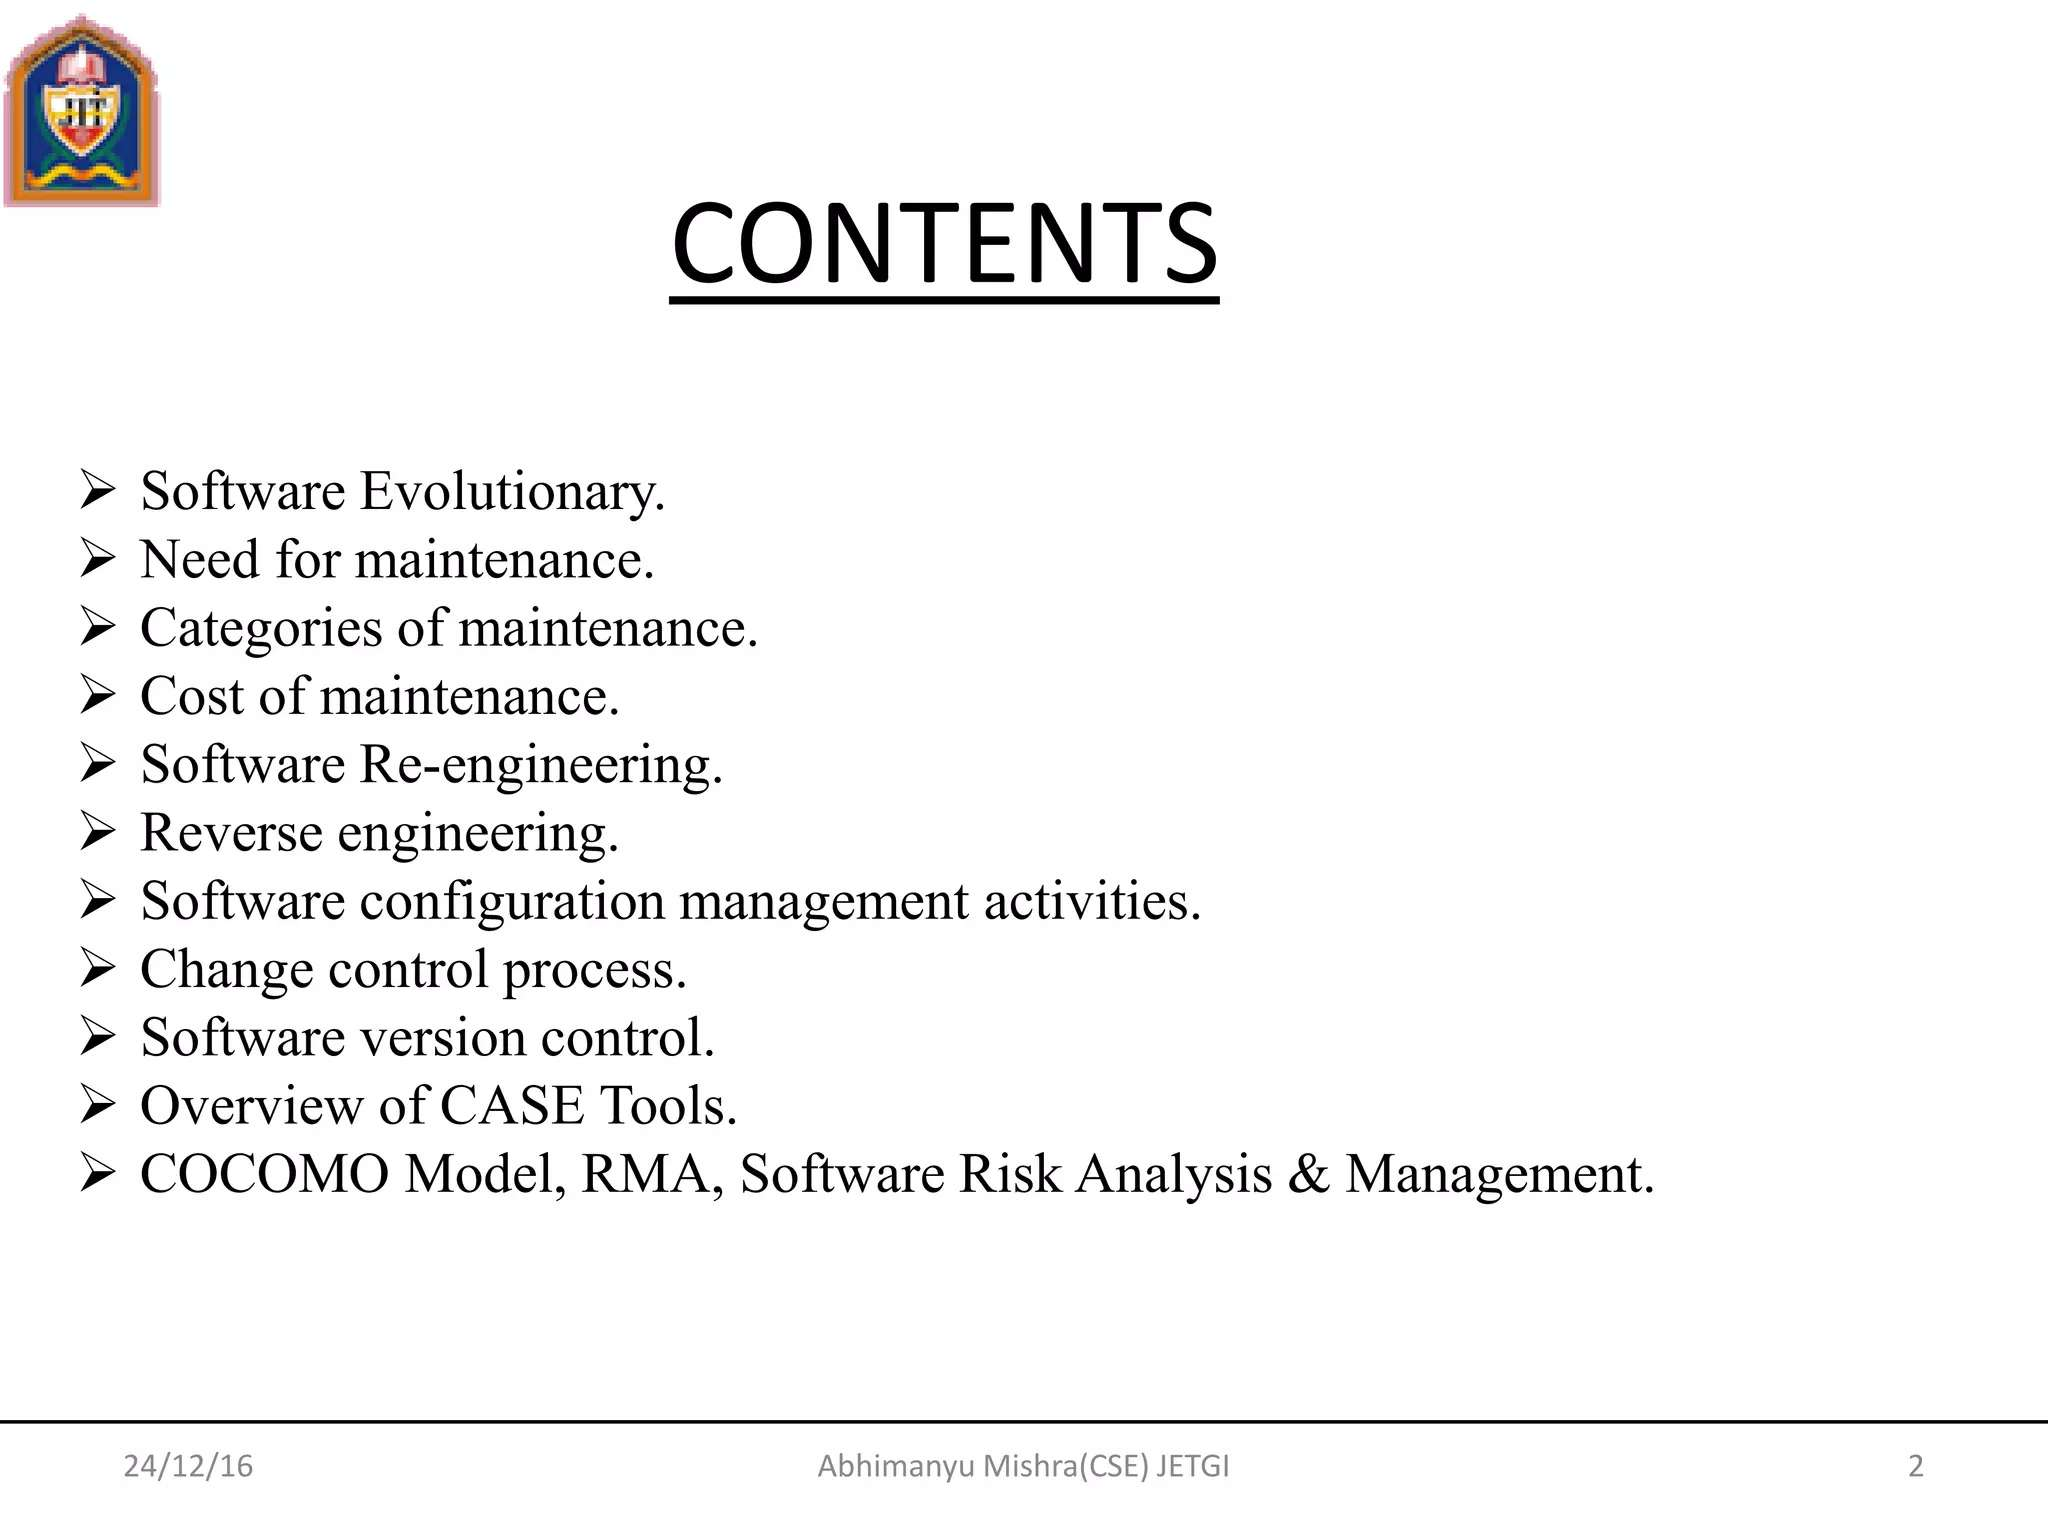 JIT
CONTENTS
➢ Software Evolutionary.
➢ Need for maintenance.
➢ Categories of maintenance.
➢ Cost of maintenance.
➢ Software Re-engineering.
➢ Reverse engineering.
➢ Software configuration management activities.
➢ Change control process.
➢ Software version control.
➢ Overview of CASE Tools.
➢ COCOMO Model, RMA, Software Risk Analysis & Management.
24/12/16 Abhimanyu Mishra(CSE) JETGI 2